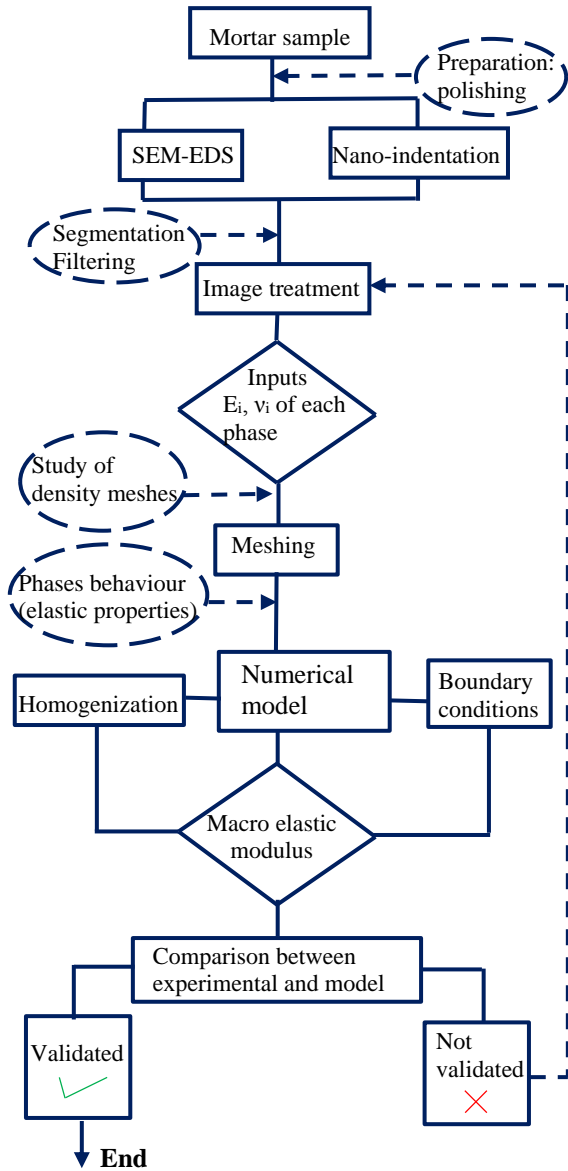 Mortar sample
Preparation:
polishing
SEM-EDS
Nano-indentation
Segmentation
Filtering
Image treatment
Inputs
Eᵢ, νᵢ of each
phase
Study of
density meshes
Meshing
Phases behaviour
(elastic properties)
Numerical
model
Homogenization
Boundary
conditions
Macro elastic
modulus
Comparison between
experimental and model
Validated
Not
validated
End